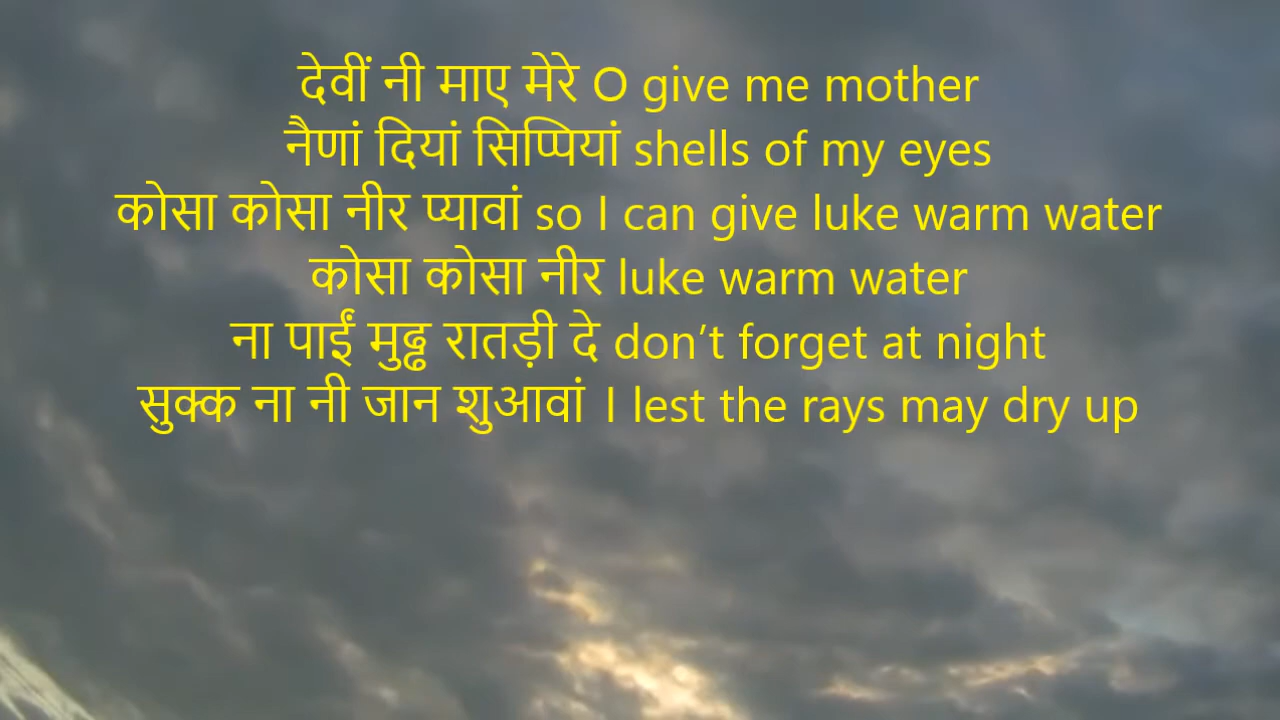 देवीं नी माए मेरे O give me mother
नैणां दियां सिप्पियां shells of my eyes
कोसा कोसा नीर प्यावां so I can give luke warm water
कोसा कोसा नीर luke warm water
ना पाईं मुढ्ढ रातड़ी दे don’t forget at night
सुक्क ना नी जान शुआवां I lest the rays may dry up